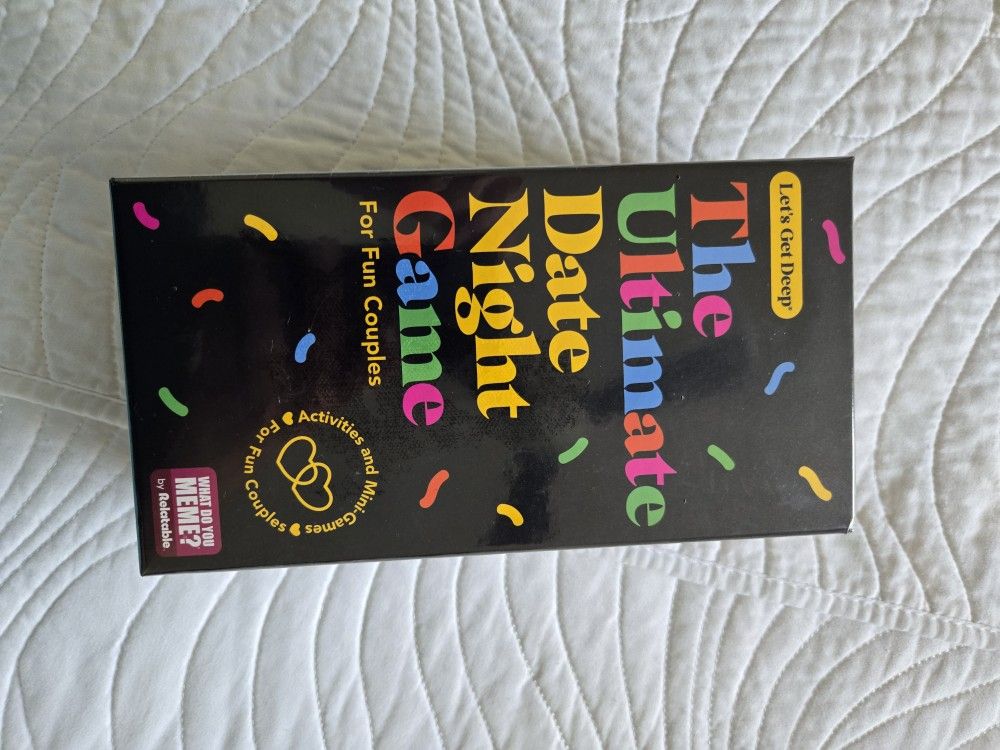 Let's Get Deep®
The
Ultimate
Date
Night
Game
For Fun Couples
Activities and Mini-Games
For Fun Couples
WHAT DO YOU
MEME?
by Relatable